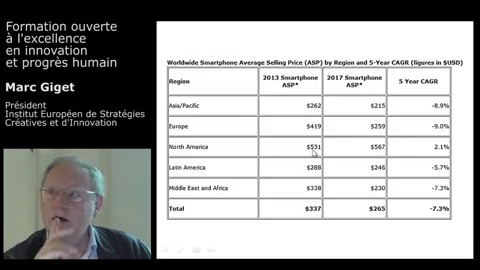 Formation ouverte
à l'excellence
en innovation
et progrès humain
Marc Giget
Président
Institut Européen de Stratégies
Créatives et d'Innovation
Worldwide Smartphone Average Selling Price (ASP) by Region and 5-Year CAGR (figures in $USD)
Region 2013 Smartphone ASP* 2017 Smartphone ASP* 5 Year CAGR
Asia/Pacific $262 $215 -8.9%
Europe $419 $259 -9.0%
North America $531 $567 2.1%
Latin America $288 $246 -5.7%
Middle East and Africa $338 $230 -7.3%
Total $337 $265 -7.3%